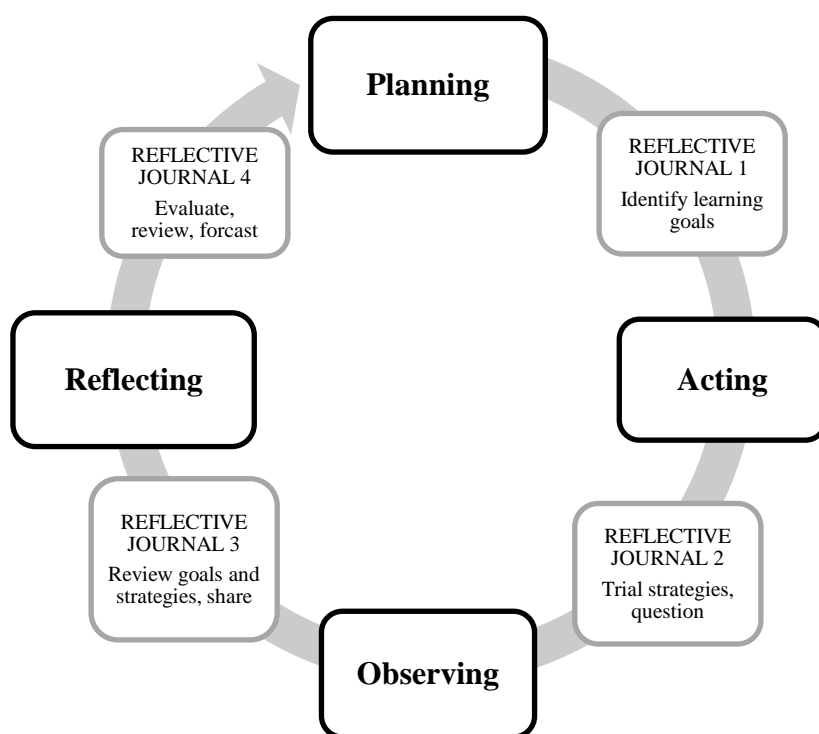 Planning
REFLECTIVE
JOURNAL 1
Identify learning
goals
Acting
REFLECTIVE
JOURNAL 2
Trial strategies,
question
Observing
REFLECTIVE
JOURNAL 3
Review goals and
strategies, share
Reflecting
REFLECTIVE
JOURNAL 4
Evaluate,
review, forcast